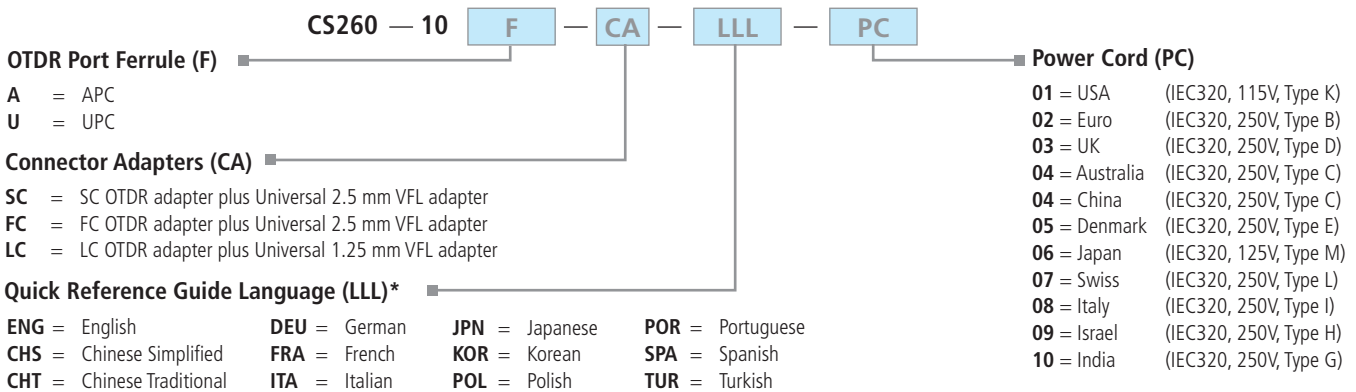 CS260 — 10 F — CA — LLL — PC
OTDR Port Ferrule (F)
A = APC
U = UPC
Connector Adapters (CA)
SC = SC OTDR adapter plus Universal 2.5 mm VFL adapter
FC = FC OTDR adapter plus Universal 2.5 mm VFL adapter
LC = LC OTDR adapter plus Universal 1.25 mm VFL adapter
Quick Reference Guide Language (LLL)*
ENG = English DEU = German JPN = Japanese POR = Portuguese
CHS = Chinese Simplified FRA = French KOR = Korean SPA = Spanish
CHT = Chinese Traditional ITA = Italian POL = Polish TUR = Turkish
Power Cord (PC)
01 = USA (IEC320, 115V, Type K)
02 = Euro (IEC320, 250V, Type B)
03 = UK (IEC320, 250V, Type D)
04 = Australia (IEC320, 250V, Type C)
04 = China (IEC320, 250V, Type C)
05 = Denmark (IEC320, 250V, Type E)
06 = Japan (IEC320, 125V, Type M)
07 = Swiss (IEC320, 250V, Type L)
08 = Italy (IEC320, 250V, Type I)
09 = Israel (IEC320, 250V, Type H)
10 = India (IEC320, 250V, Type G)